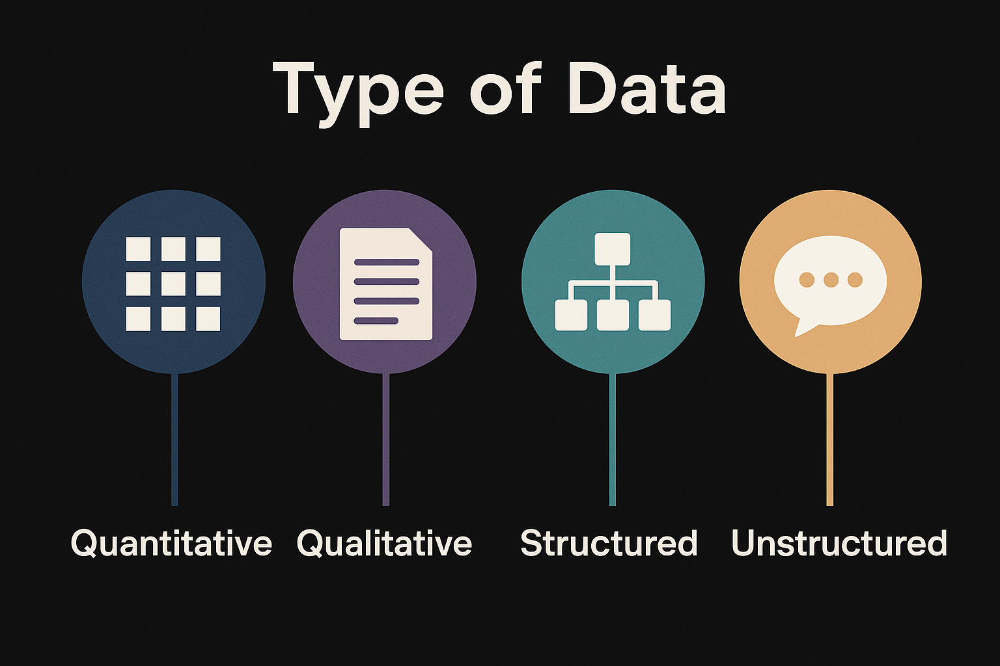 Type of Data
Quantitative
Qualitative
Structured
Unstructured